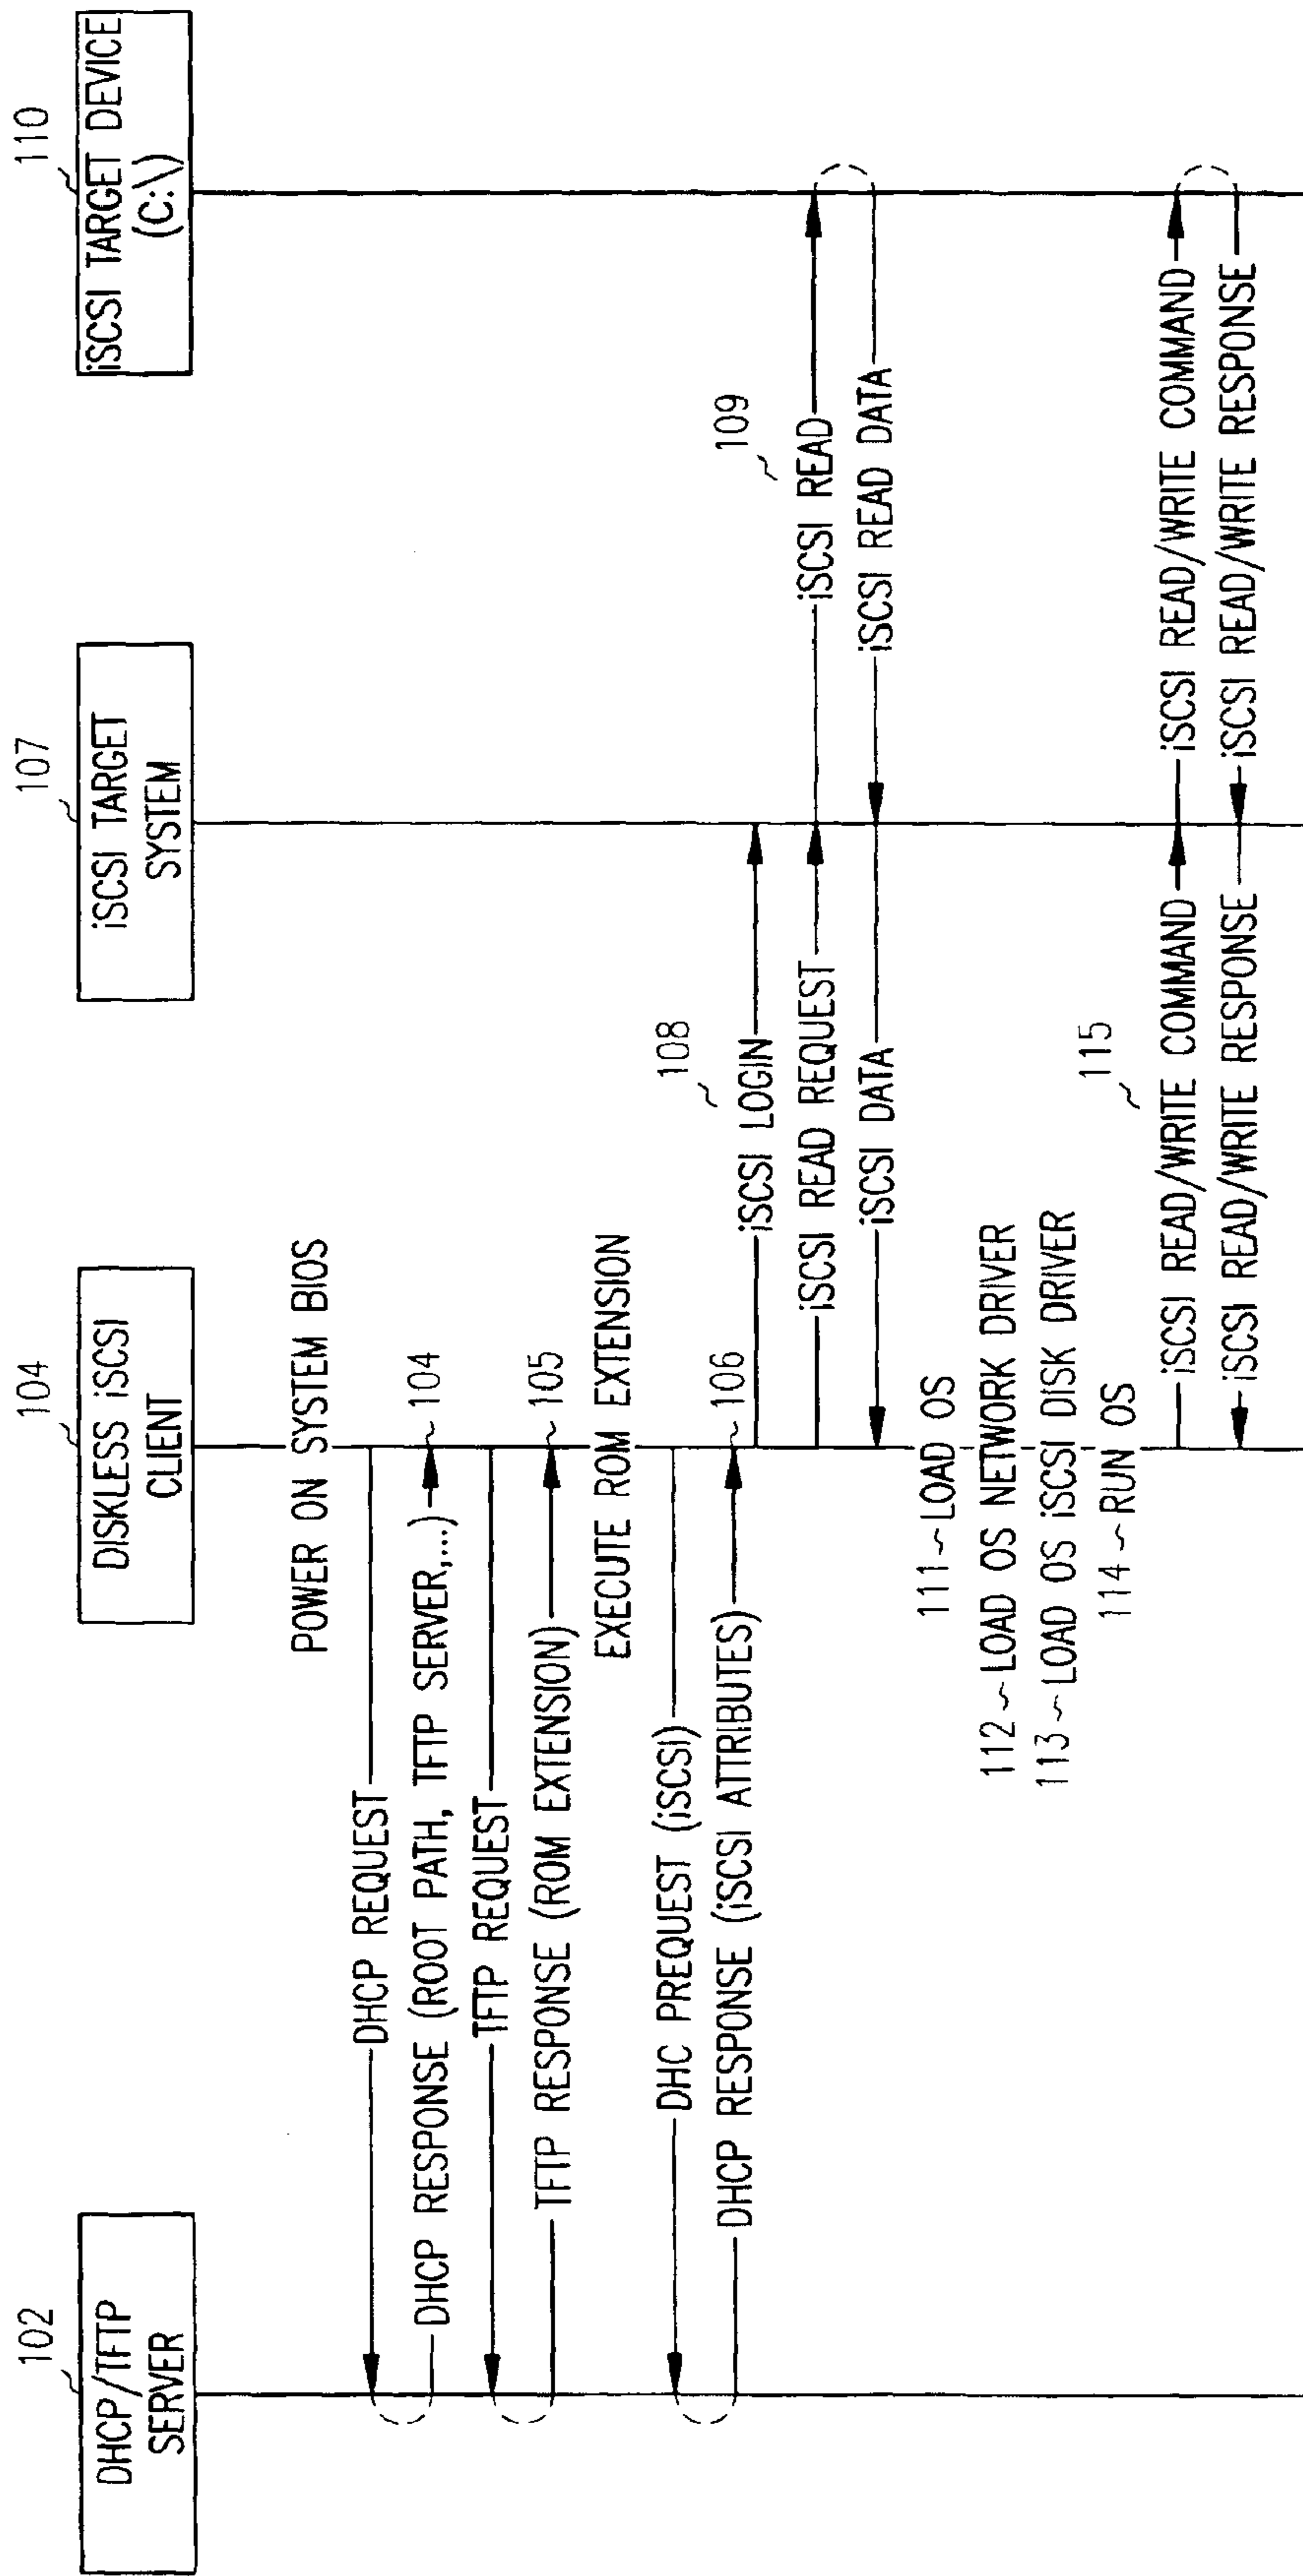 102
DHCP/TFTP
SERVER
104
DISKLESS iSCSI
CLIENT
107
iSCSI TARGET
SYSTEM
110
iSCSI TARGET DEVICE
(C:\)
POWER ON SYSTEM BIOS
DHCP REQUEST
DHCP RESPONSE (ROOT PATH, TFTP SERVER,...)
104
TFTP REQUEST
TFTP RESPONSE (ROM EXTENSION)
105
EXECUTE ROM EXTENSION
DHC PREQUEST (iSCSI)
DHCP RESPONSE (iSCSI ATTRIBUTES)
106
108
iSCSI LOGIN
109
iSCSI READ REQUEST
iSCSI READ
iSCSI DATA
iSCSI READ DATA
111 LOAD OS
112 LOAD OS NETWORK DRIVER
113 LOAD OS iSCSI DISK DRIVER
114 RUN OS
115
iSCSI READ/WRITE COMMAND
iSCSI READ/WRITE COMMAND
iSCSI READ/WRITE RESPONSE
iSCSI READ/WRITE RESPONSE